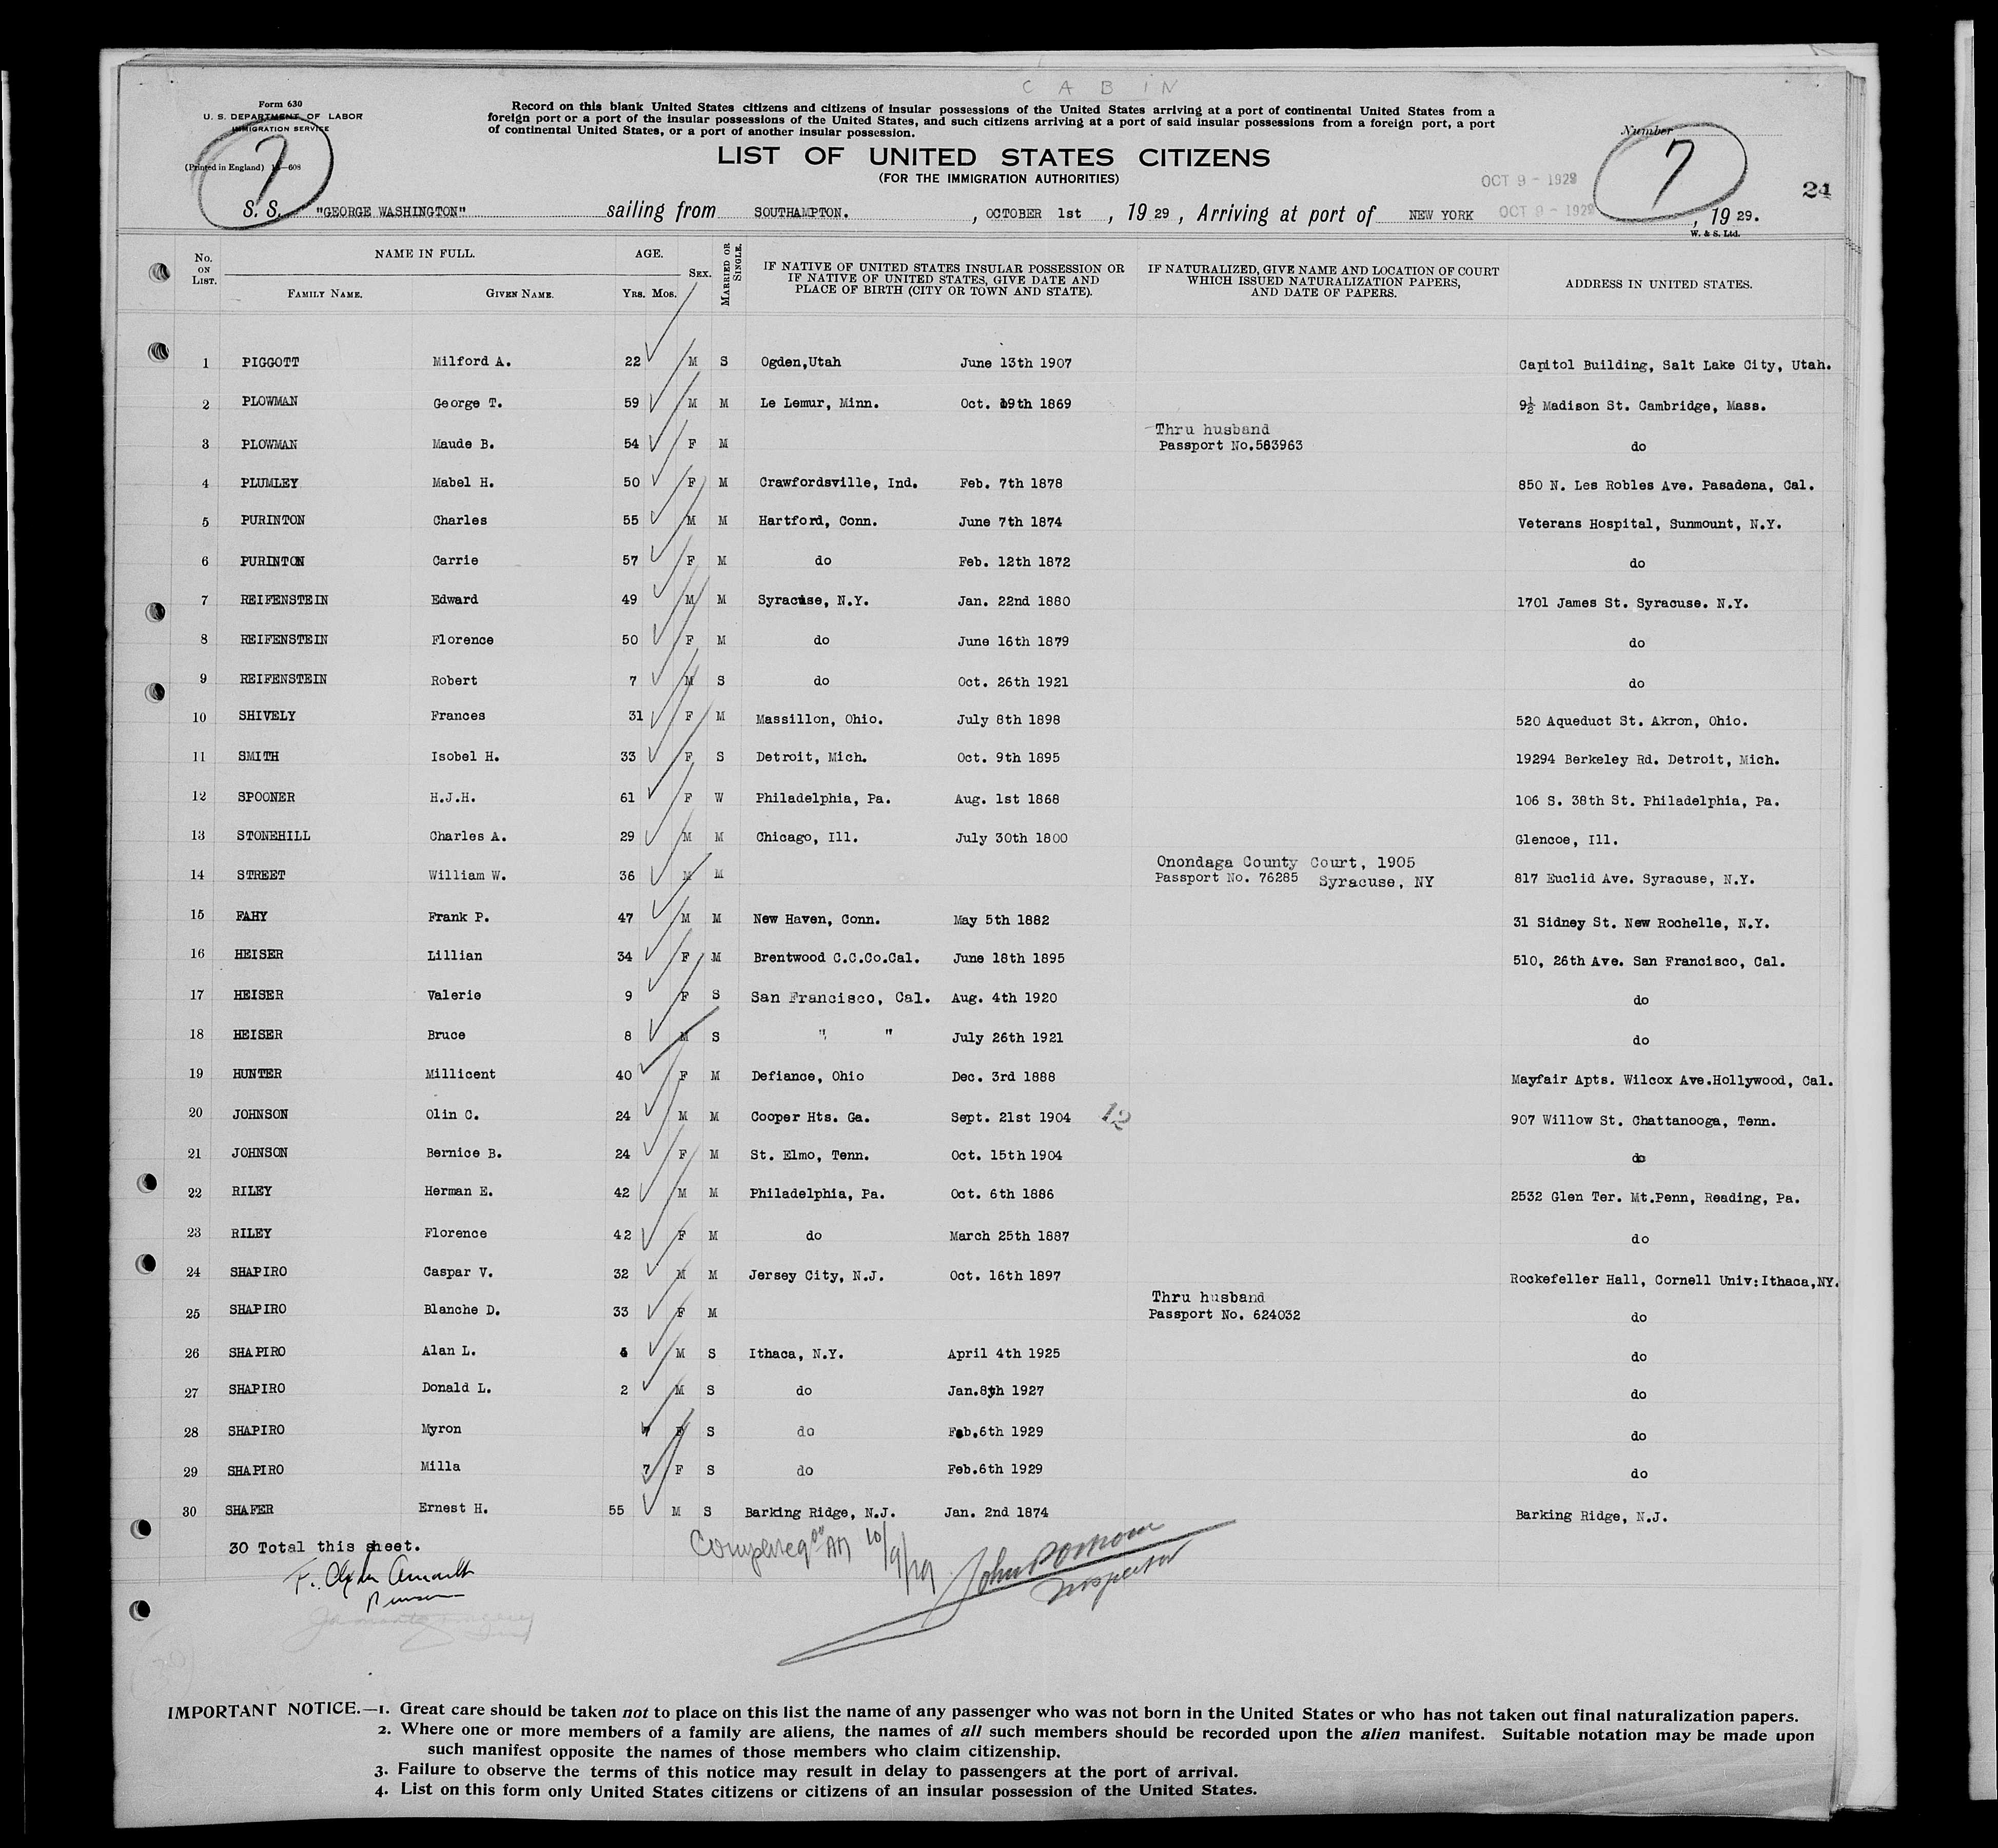 C A B I N
Form 630
U. S. DEPARTMENT OF LABOR
IMMIGRATION SERVICE
(Printed in England) 14—608
7
Record on this blank United States citizens and citizens of insular possessions of the United States arriving at a port of continental United States from a
foreign port or a port of the insular possessions of the United States, and such citizens arriving at a port of said insular possessions from a foreign port, a port
of continental United States, or a port of another insular possession.
Number
7
24
LIST OF UNITED STATES CITIZENS
(FOR THE IMMIGRATION AUTHORITIES)
OCT 9 - 1929
S. S. "GEORGE WASHINGTON" sailing from SOUTHAMPTON. , OCTOBER 1st , 19 29 , Arriving at port of NEW YORK OCT 9 - 1929 , 19 29.
W. & S. Ltd.
No. ON LIST. NAME IN FULL. FAMILY NAME. GIVEN NAME. AGE. YRS. MOS. SEX. MARRIED OR SINGLE. IF NATIVE OF UNITED STATES INSULAR POSSESSION OR IF NATIVE OF UNITED STATES, GIVE DATE AND PLACE OF BIRTH (CITY OR TOWN AND STATE). IF NATURALIZED, GIVE NAME AND LOCATION OF COURT WHICH ISSUED NATURALIZATION PAPERS, AND DATE OF PAPERS. ADDRESS IN UNITED STATES.
1 PIGGOTT Milford A. 22 M S Ogden,Utah June 13th 1907 Capitol Building, Salt Lake City, Utah.
2 PLOWMAN George T. 59 M M Le Lemur, Minn. Oct. 19th 1869 9½ Madison St. Cambridge, Mass.
3 PLOWMAN Maude B. 54 F M Thru husband Passport No.583963 do
4 PLUMLEY Mabel H. 50 F M Crawfordsville, Ind. Feb. 7th 1878 850 N. Les Robles Ave. Pasadena, Cal.
5 PURINTON Charles 55 M M Hartford, Conn. June 7th 1874 Veterans Hospital, Sunmount, N.Y.
6 PURINTON Carrie 57 F M do Feb. 12th 1872 do
7 REIFENSTEIN Edward 49 M M Syracuse, N.Y. Jan. 22nd 1880 1701 James St. Syracuse. N.Y.
8 REIFENSTEIN Florence 50 F M do June 16th 1879 do
9 REIFENSTEIN Robert 7 M S do Oct. 26th 1921 do
10 SHIVELY Frances 31 F M Massillon, Ohio. July 8th 1898 520 Aqueduct St. Akron, Ohio.
11 SMITH Isobel H. 33 F S Detroit, Mich. Oct. 9th 1895 19294 Berkeley Rd. Detroit, Mich.
12 SPOONER H.J.H. 61 F W Philadelphia, Pa. Aug. 1st 1868 106 S. 38th St. Philadelphia, Pa.
13 STONEHILL Charles A. 29 M M Chicago, Ill. July 30th 1800 Glencoe, Ill.
14 STREET William W. 36 M M Onondaga County Court, 1905 Passport No. 76285 Syracuse, NY 817 Euclid Ave. Syracuse, N.Y.
15 FAHY Frank P. 47 M M New Haven, Conn. May 5th 1882 31 Sidney St. New Rochelle, N.Y.
16 HEISER Lillian 34 F M Brentwood C.C.Co.Cal. June 18th 1895 510, 26th Ave. San Francisco, Cal.
17 HEISER Valerie 9 F S San Francisco, Cal. Aug. 4th 1920 do
18 HEISER Bruce 8 M S " " July 26th 1921 do
19 HUNTER Millicent 40 F M Defiance, Ohio Dec. 3rd 1888 Mayfair Apts. Wilcox Ave.Hollywood, Cal.
20 JOHNSON Olin C. 24 M M Cooper Hts. Ga. Sept. 21st 1904 12 907 Willow St. Chattanooga, Tenn.
21 JOHNSON Bernice B. 24 F M St. Elmo, Tenn. Oct. 15th 1904 do
22 RILEY Herman E. 42 M M Philadelphia, Pa. Oct. 6th 1886 2532 Glen Ter. Mt.Penn, Reading, Pa.
23 RILEY Florence 42 F M do March 25th 1887 do
24 SHAPIRO Caspar V. 32 M M Jersey City, N.J. Oct. 16th 1897 Rockefeller Hall, Cornell Univ:Ithaca,NY.
25 SHAPIRO Blanche D. 33 F M Thru husband Passport No. 624032 do
26 SHAPIRO Alan L. 4 M S Ithaca, N.Y. April 4th 1925 do
27 SHAPIRO Donald L. 2 M S do Jan.8th 1927 do
28 SHAPIRO Myron 7 F S do Feb.6th 1929 do
29 SHAPIRO Milla 7 F S do Feb.6th 1929 do
30 SHAFER Ernest H. 55 M S Barking Ridge, N.J. Jan. 2nd 1874 Barking Ridge, N.J.
30 Total this sheet.
10/9/29
Inspector
IMPORTANT NOTICE.—1. Great care should be taken not to place on this list the name of any passenger who was not born in the United States or who has not taken out final naturalization papers.
2. Where one or more members of a family are aliens, the names of all such members should be recorded upon the alien manifest. Suitable notation may be made upon
such manifest opposite the names of those members who claim citizenship.
3. Failure to observe the terms of this notice may result in delay to passengers at the port of arrival.
4. List on this form only United States citizens or citizens of an insular possession of the United States.